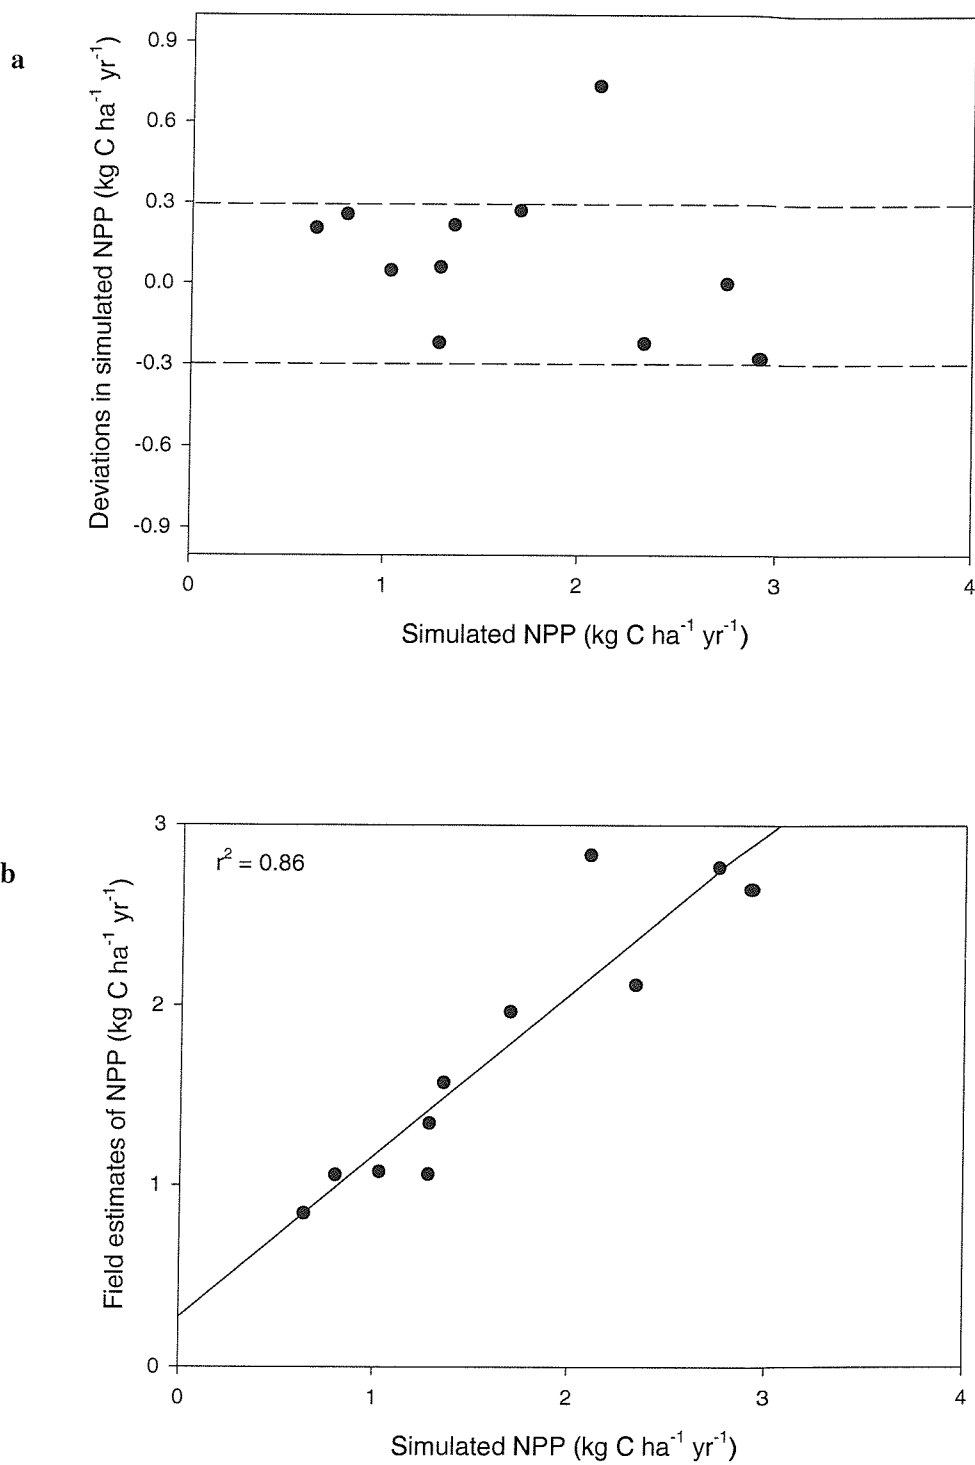 a
Deviations in simulated NPP (kg C ha⁻¹ yr⁻¹)
0.9
0.6
0.3
0.0
-0.3
-0.6
-0.9
0 1 2 3 4
Simulated NPP (kg C ha⁻¹ yr⁻¹)
b
Field estimates of NPP (kg C ha⁻¹ yr⁻¹)
r² = 0.86
3
2
1
0
0 1 2 3 4
Simulated NPP (kg C ha⁻¹ yr⁻¹)